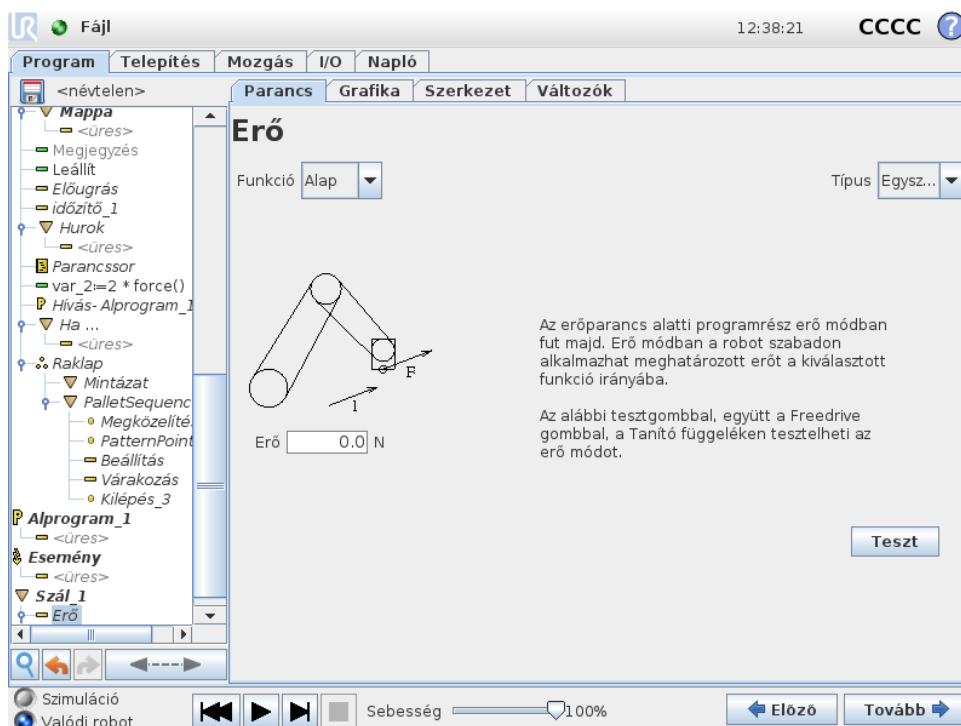 UR Fájl 12:38:21 CCCC ?
Program Telepítés Mozgás I/O Napló
<névtelen>
Parancs Grafika Szerkezet Változók
Mappa
<üres>
Megjegyzés
Leállít
Előugrás
időzítő_1
Hurok
<üres>
Parancssor
var_2:=2 * force()
P Hívás- Alprogram_1
Ha ...
<üres>
Raklap
Mintázat
PalletSequenc
Megközelíté
PatternPoint
Beállítás
Várakozás
Kilépés_3
P Alprogram_1
<üres>
Esemény
<üres>
Szál_1
Erő
Erő
Funkció Alap
Típus Egysz...
F
1
Erő 0.0 N
Az erőparancs alatti programrész erő módban
fut majd. Erő módban a robot szabadon
alkalmazhat meghatározott erőt a kiválasztott
funkció irányába.
Az alábbi tesztgombbal, együtt a Freedrive
gombbal, a Tanító függeléken tesztelheti az
erő módot.
Teszt
Szimuláció
Valódi robot
Sebesség 100%
Előző
Tovább